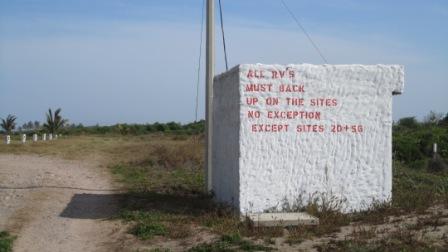 ALL RV'S
MUST BACK
UP ON THE SITES
NO EXCEPTION
EXCEPT SITES 20+56